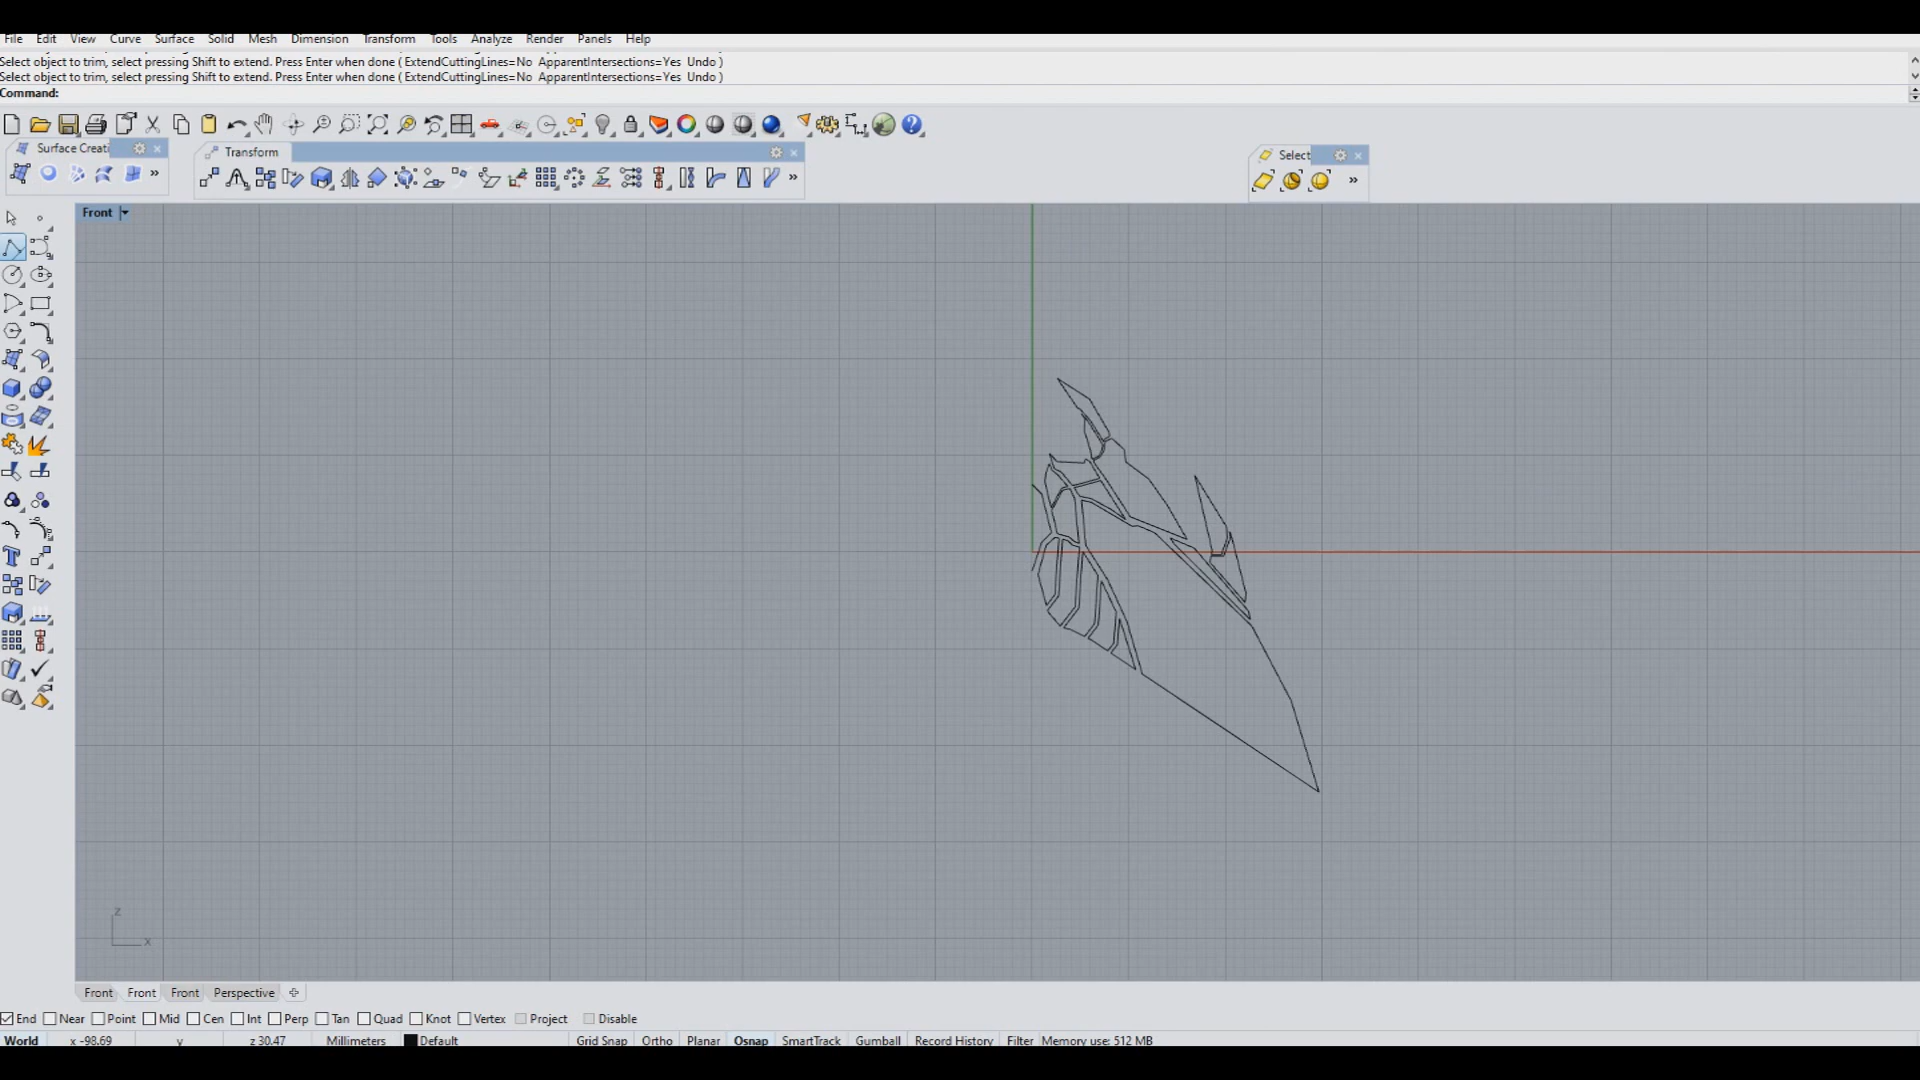 File Edit View Curve Surface Solid Mesh Dimension Transform Tools Analyze Render Panels Help
Select object to trim, select pressing Shift to extend. Press Enter when done ( ExtendCuttingLines=No ApparentIntersections=Yes Undo )
Select object to trim, select pressing Shift to extend. Press Enter when done ( ExtendCuttingLines=No ApparentIntersections=Yes Undo )
Command:
Surface Creati
Transform
Select
Front
z
x
Front Front Front Perspective
End Near Point Mid Cen Int Perp Tan Quad Knot Vertex Project Disable
World x -98.69 y z 30.47 Millimeters Default Grid Snap Ortho Planar Osnap SmartTrack Gumball Record History Filter Memory use: 512 MB